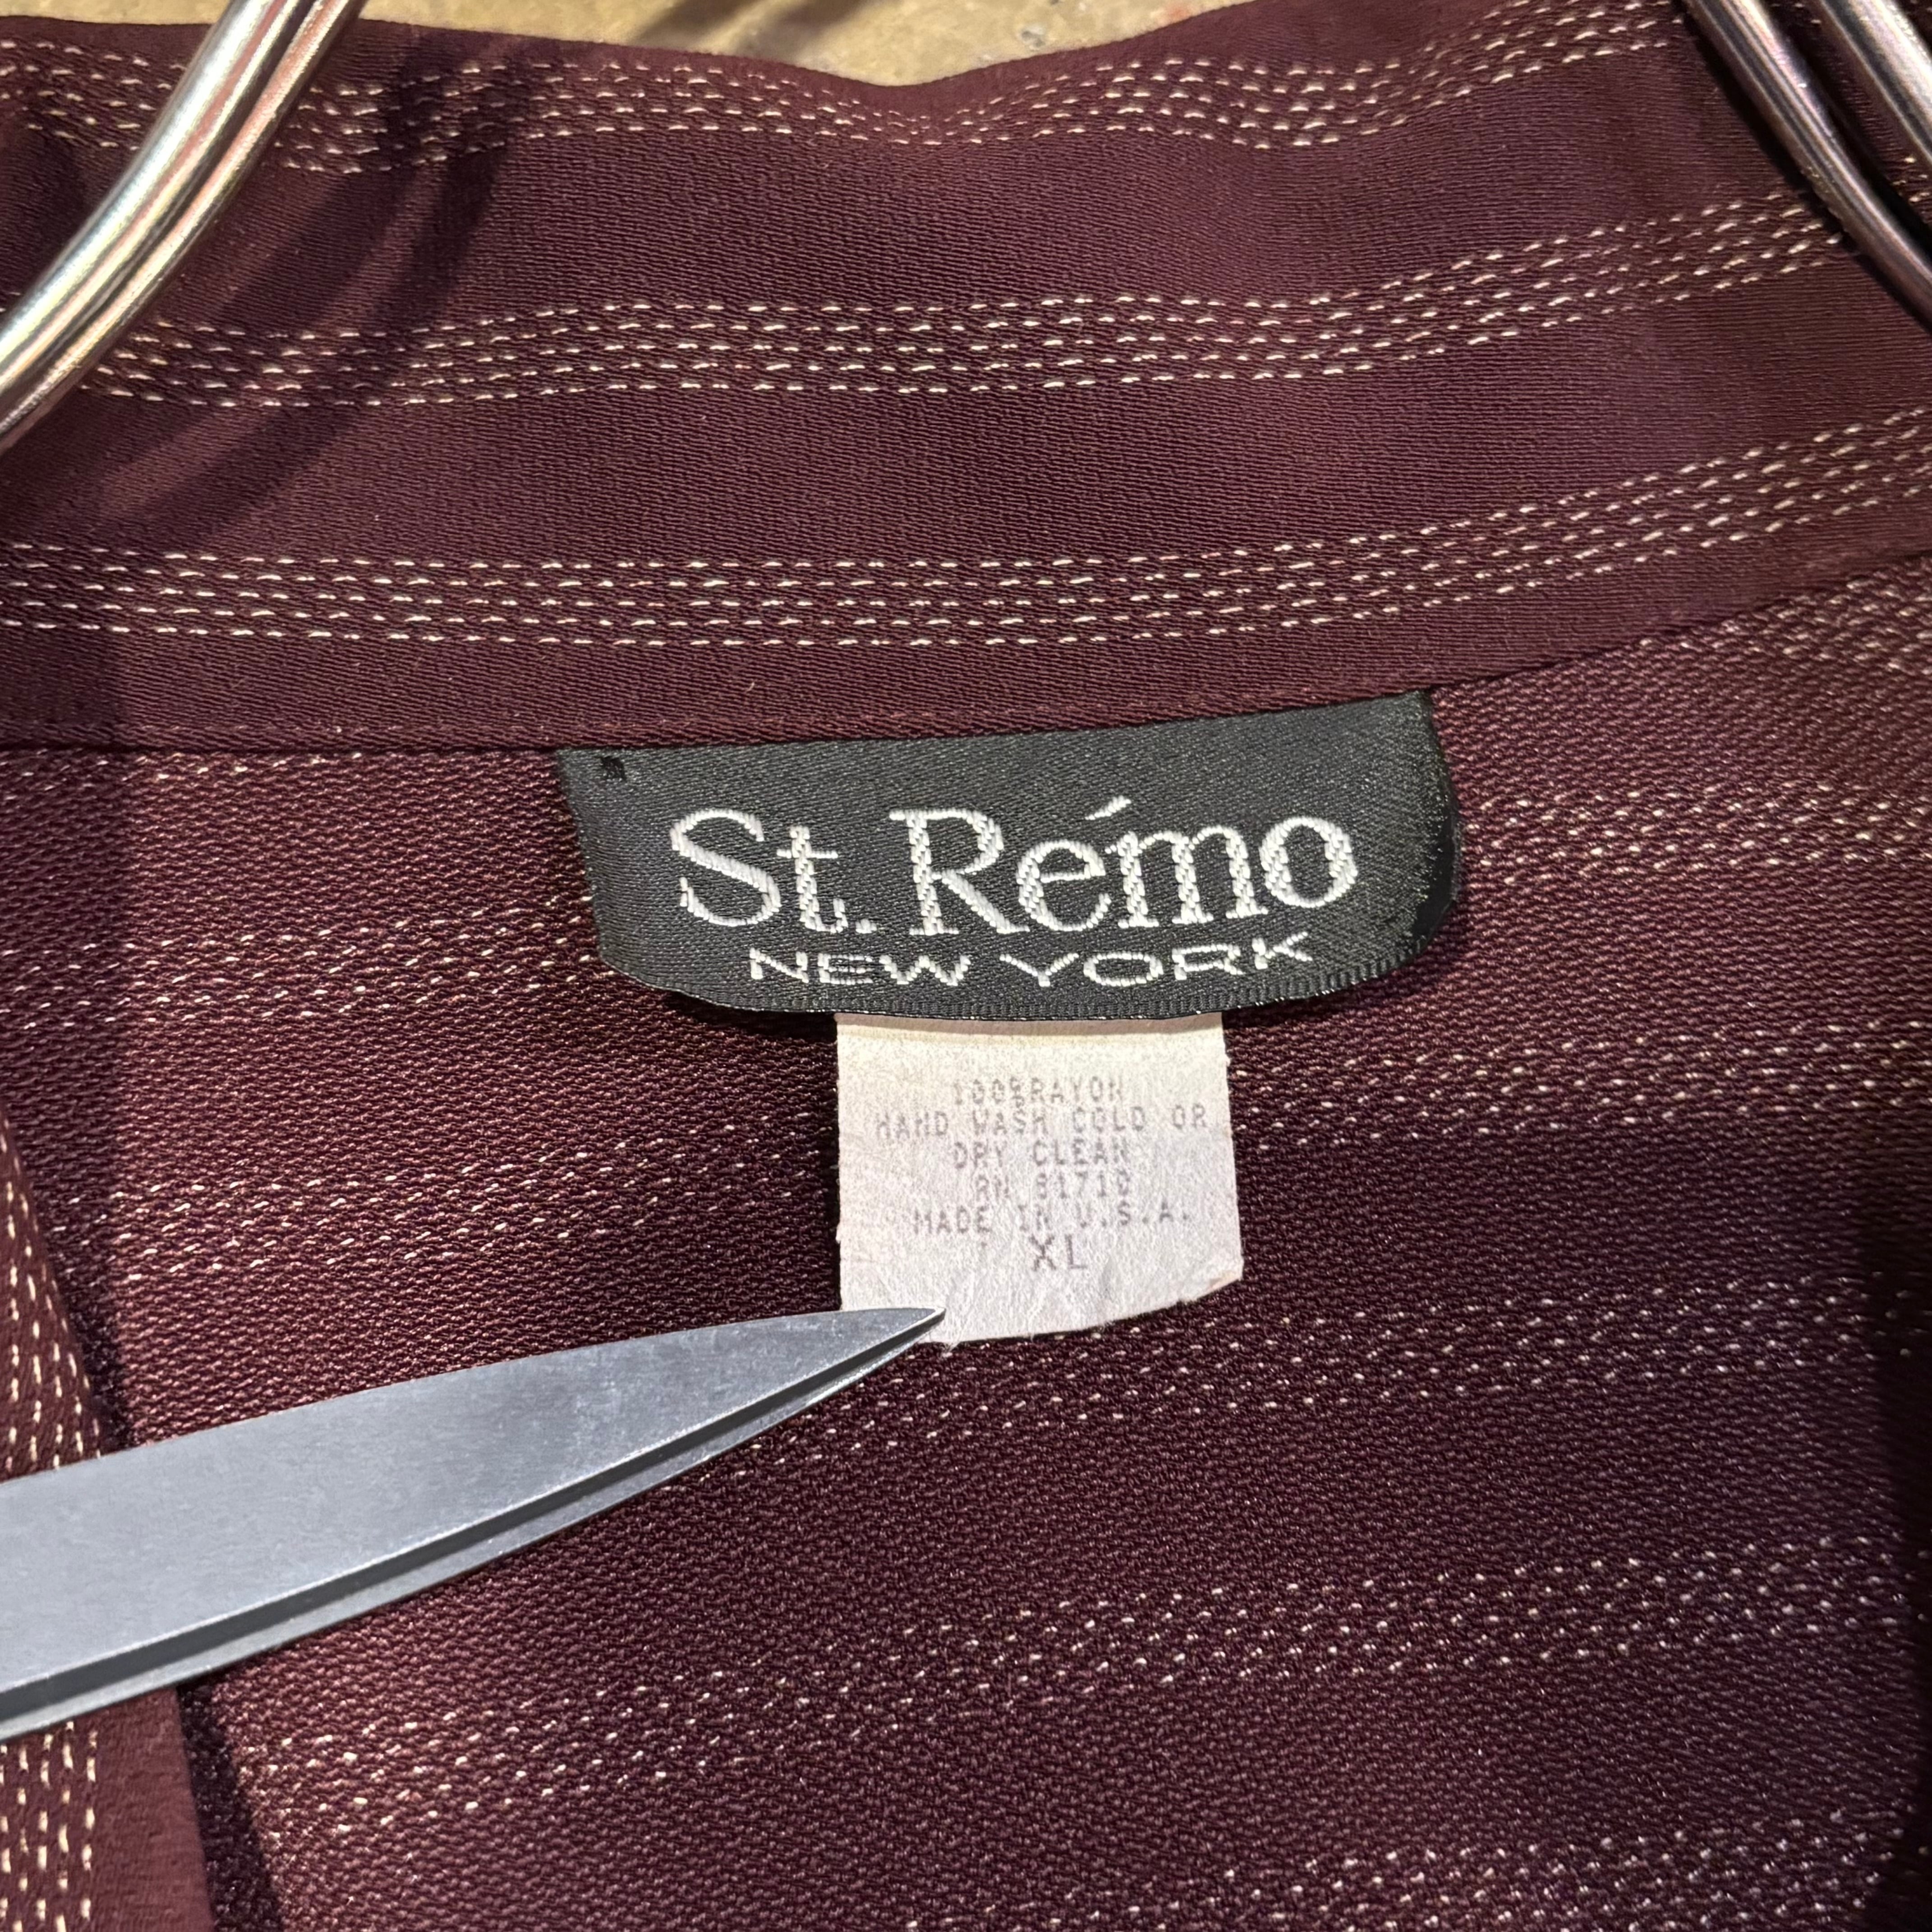 St. Rémo
NEW YORK
100%RAYON
HAND WASH COLD OR
DRY CLEAN
RN 81710
MADE IN U.S.A.
XL